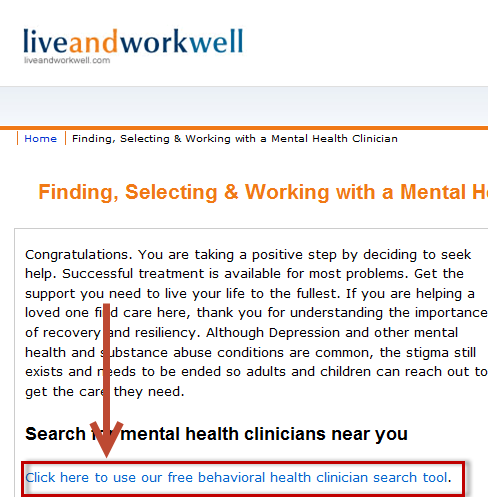 liveandworkwell
liveandworkwell.com
Home Finding, Selecting & Working with a Mental Health Clinician
Finding, Selecting & Working with a Mental H
Congratulations. You are taking a positive step by deciding to seek
help. Successful treatment is available for most problems. Get the
support you need to live your life to the fullest. If you are helping a
loved one find care here, thank you for understanding the importance
of recovery and resiliency. Although Depression and other mental
health and substance abuse conditions are common, the stigma still
exists and needs to be ended so adults and children can reach out to
get the care they need.
Search for mental health clinicians near you
Click here to use our free behavioral health clinician search tool.